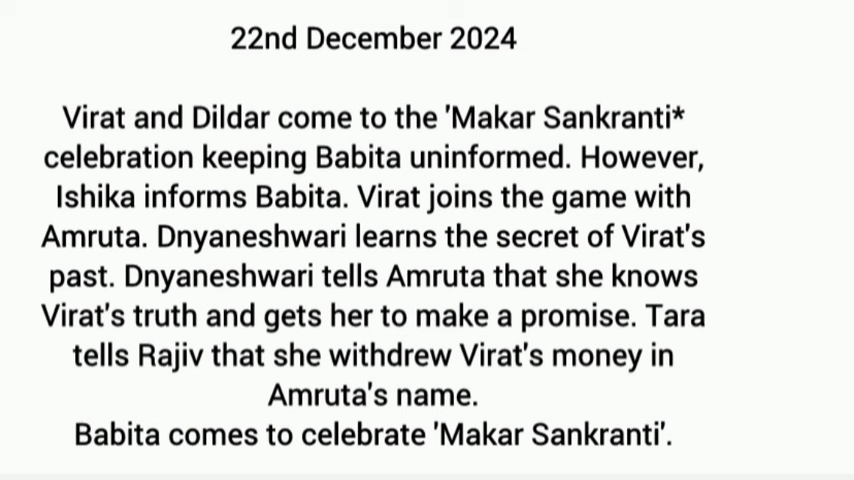 22nd December 2024
Virat and Dildar come to the 'Makar Sankranti*
celebration keeping Babita uninformed. However,
Ishika informs Babita. Virat joins the game with
Amruta. Dnyaneshwari learns the secret of Virat's
past. Dnyaneshwari tells Amruta that she knows
Virat's truth and gets her to make a promise. Tara
tells Rajiv that she withdrew Virat's money in
Amruta's name.
Babita comes to celebrate 'Makar Sankranti'.